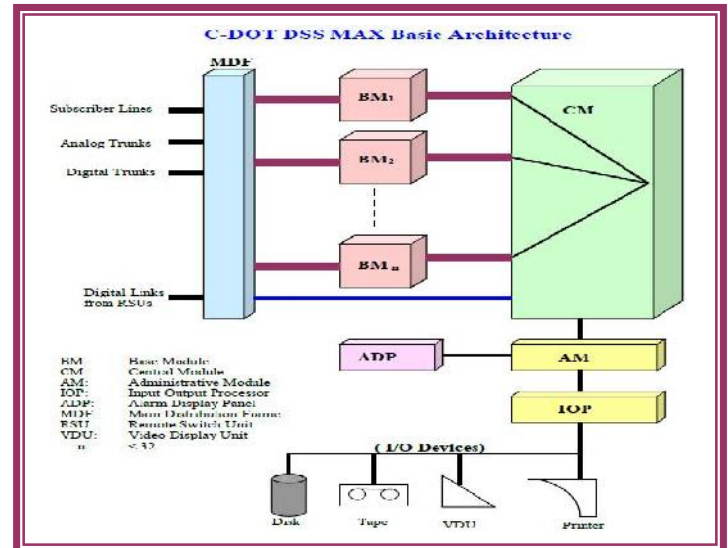 C-DOT DSS MAX Basic Architecture
MDF
Subscriber Lines
Analog Trunks
Digital Trunks
Digital Links
from RSUs
BM1
BM2
BM n
CM
ADP
AM
IOP
BM Base Module
CM Central Module
AM: Administrative Module
IOP: Input Output Processor
ADP: Alarm Display Panel
MDF Main Distribution Frame
RSU Remote Switch Unit
VDU: Video Display Unit
n ≤ 32
( I/O Devices)
Disk
Tape
VDU
Printer